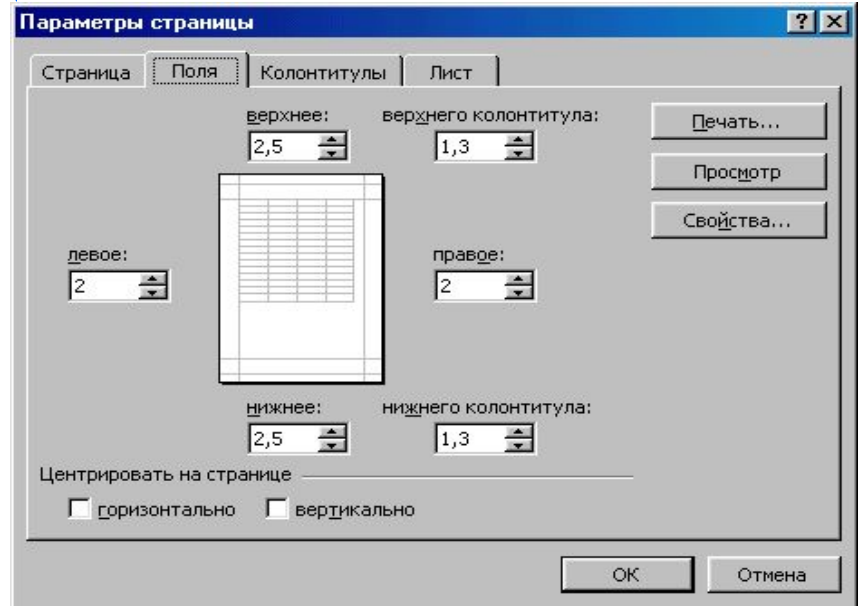 Параметры страницы
Страница Поля Колонтитулы Лист
верхнее: верхнего колонтитула:
2,5 1,3
Печать...
Просмотр
Свойства...
левое: правое:
2 2
нижнее: нижнего колонтитула:
2,5 1,3
Центрировать на странице
горизонтально вертикально
ОК Отмена